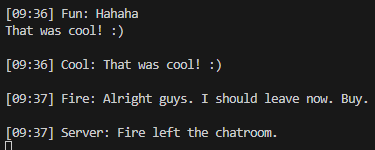 [09:36] Fun: Hahaha
That was cool! :)
[09:36] Cool: That was cool! :)
[09:37] Fire: Alright guys. I should leave now. Buy.
[09:37] Server: Fire left the chatroom.